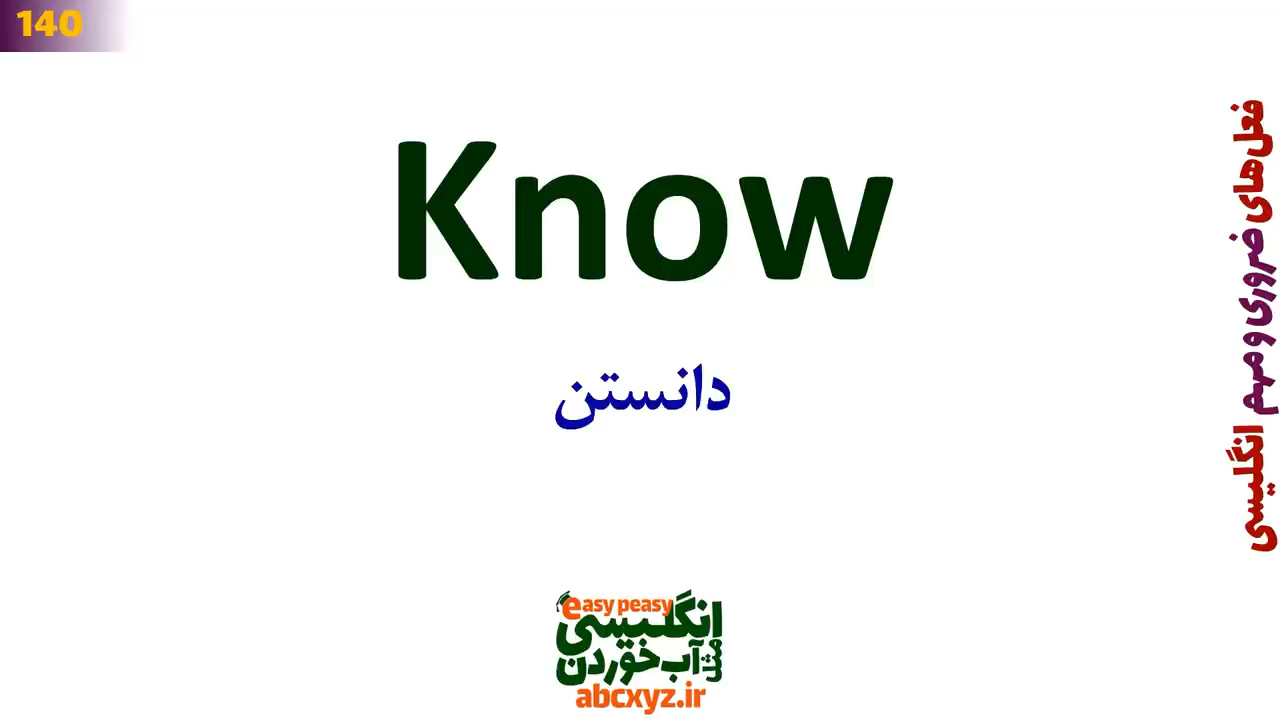 140
Know
دانستن
فعل‌های ضروری و مهم انگلیسی
easy peasy
انگلیسی
مثل آب خوردن
abcxyz.ir